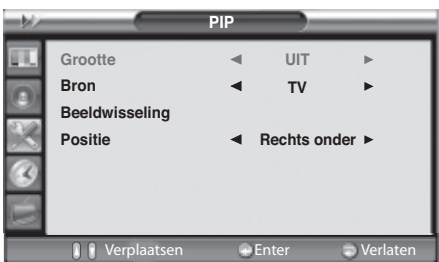 PIP
Grootte ◄ UIT ►
Bron ◄ TV ►
Beeldwisseling
Positie ◄ Rechts onder ►
Verplaatsen Enter Verlaten